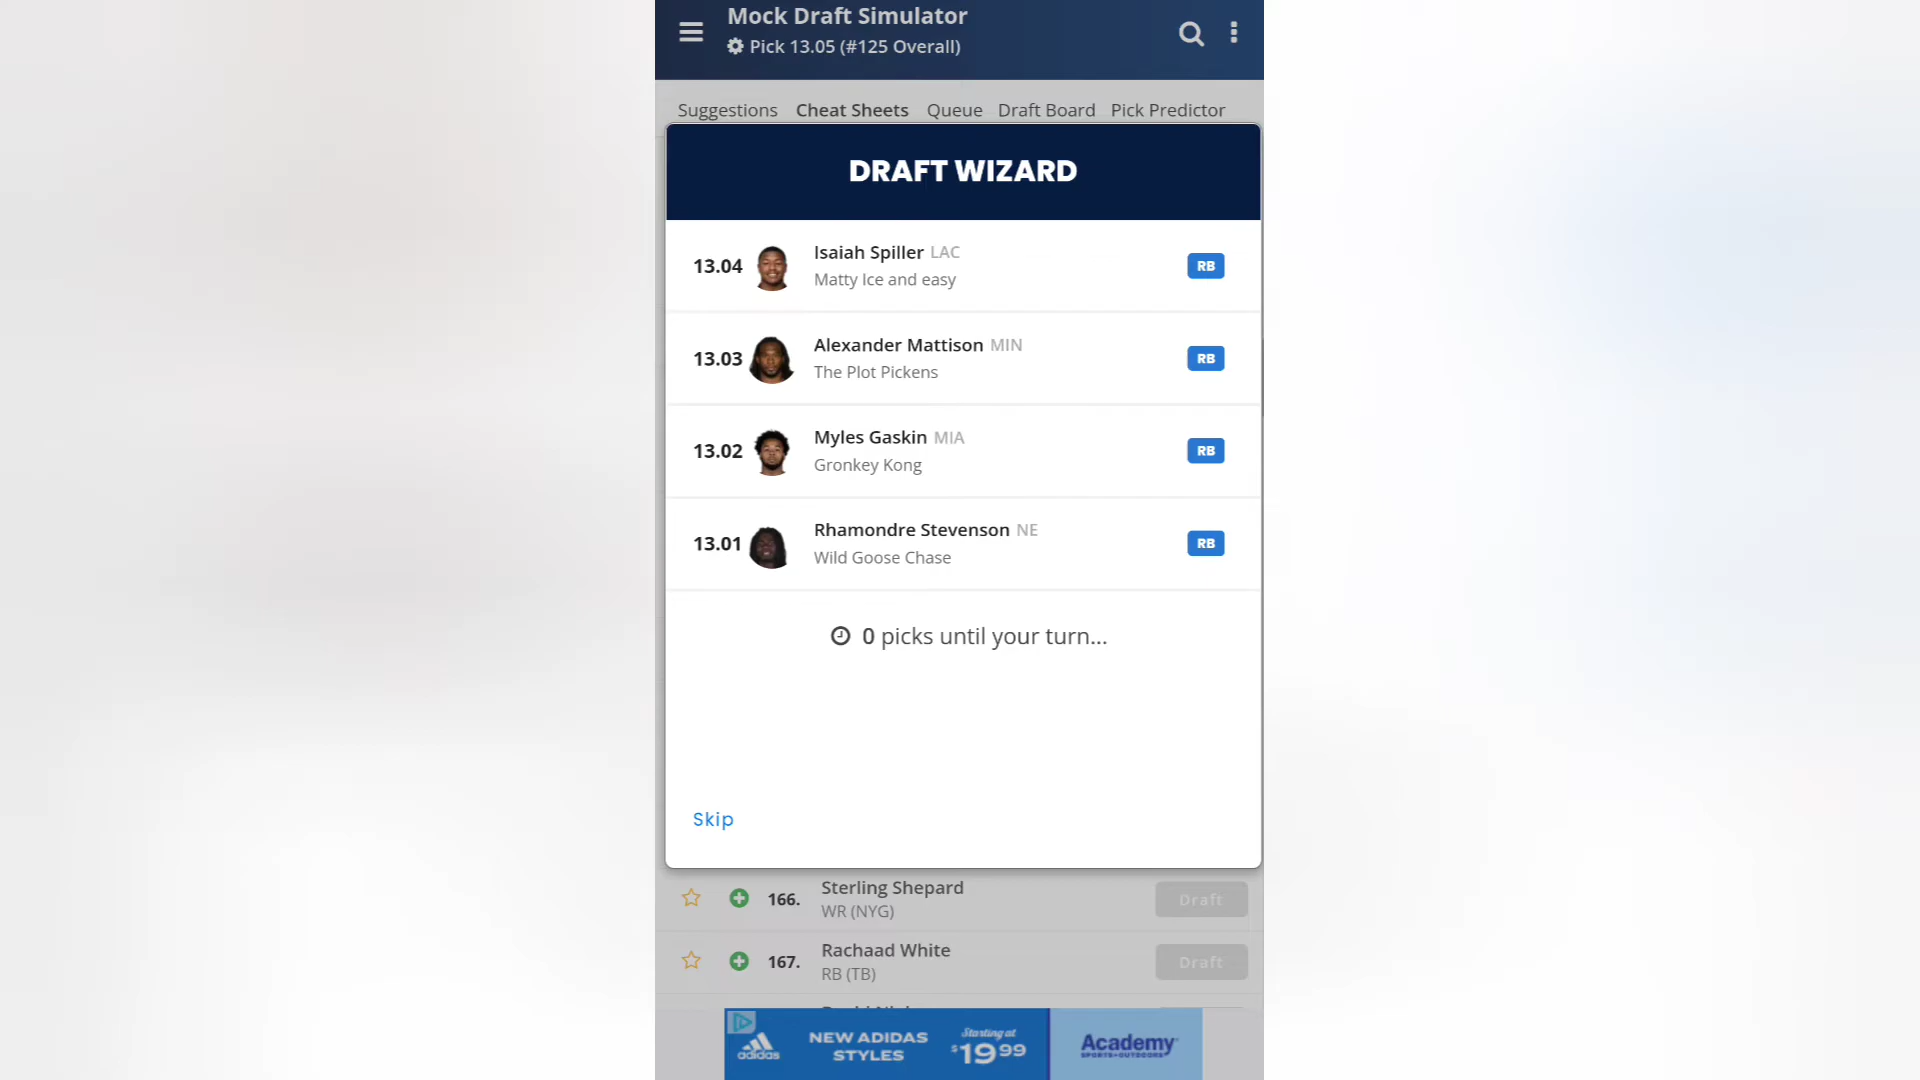 Mock Draft Simulator
Pick 13.05 (#125 Overall)
Suggestions Cheat Sheets Queue Draft Board Pick Predictor
DRAFT WIZARD
13.04 Isaiah Spiller LAC RB
Matty Ice and easy
13.03 Alexander Mattison MIN RB
The Plot Pickens
13.02 Myles Gaskin MIA RB
Gronkey Kong
13.01 Rhamondre Stevenson NE RB
Wild Goose Chase
0 picks until your turn...
Skip
166. Sterling Shepard Draft
WR (NYG)
167. Rachaad White Draft
RB (TB)
adidas
NEW ADIDAS
STYLES
Starting at
$19.99
Academy
SPORTS+OUTDOORS